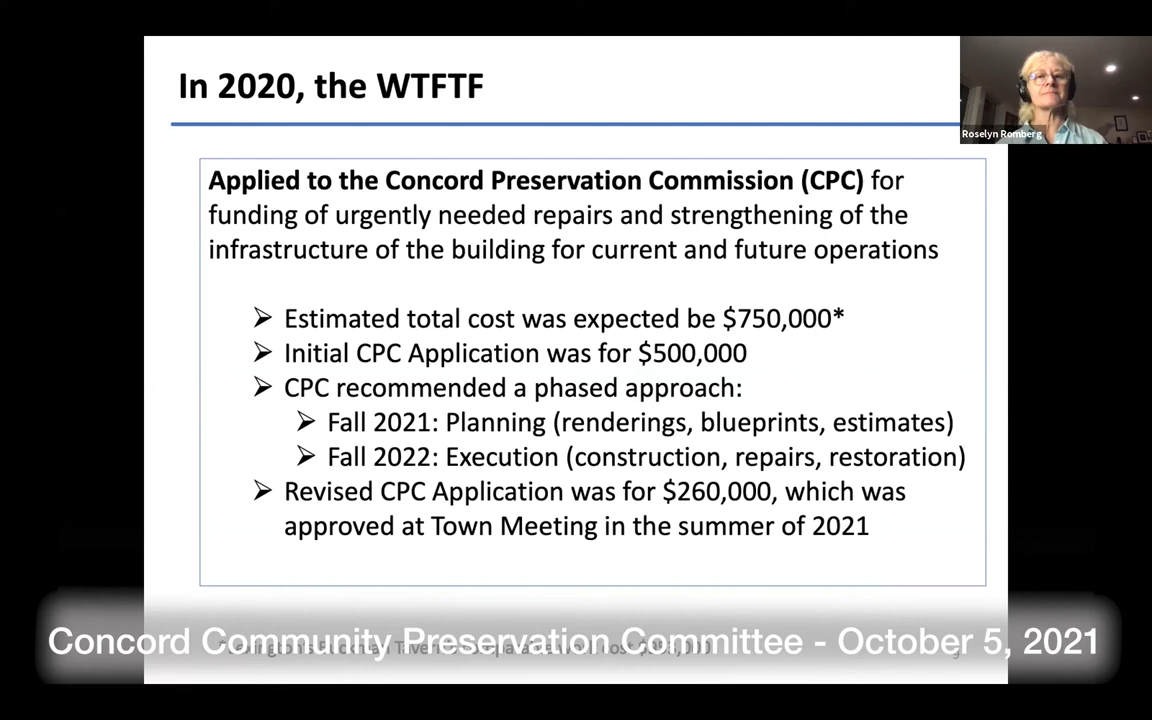 In 2020, the WTFTF
Roselyn Romberg
Applied to the Concord Preservation Commission (CPC) for
funding of urgently needed repairs and strengthening of the
infrastructure of the building for current and future operations
➢ Estimated total cost was expected be $750,000*
➢ Initial CPC Application was for $500,000
➢ CPC recommended a phased approach:
➢ Fall 2021: Planning (renderings, blueprints, estimates)
➢ Fall 2022: Execution (construction, repairs, restoration)
➢ Revised CPC Application was for $260,000, which was
approved at Town Meeting in the summer of 2021
Concord Community Preservation Committee - October 5, 2021